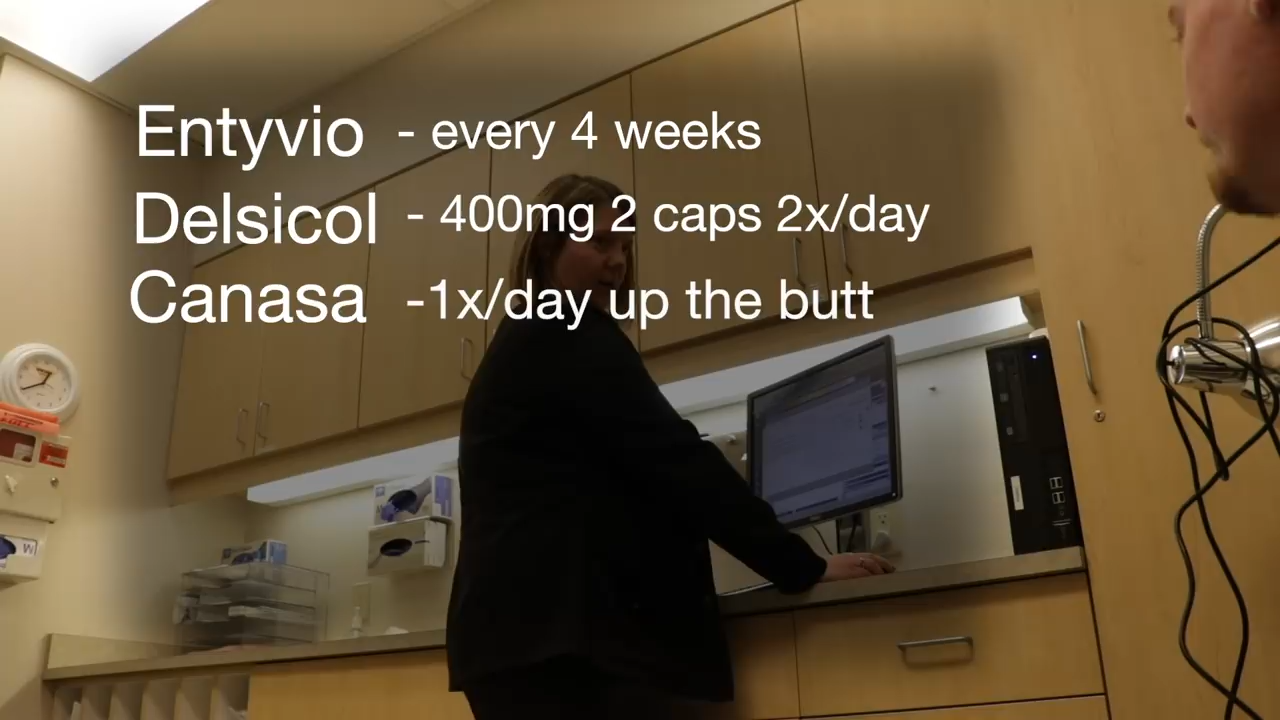 Entyvio - every 4 weeks
Delsicol - 400mg 2 caps 2x/day
Canasa -1x/day up the butt